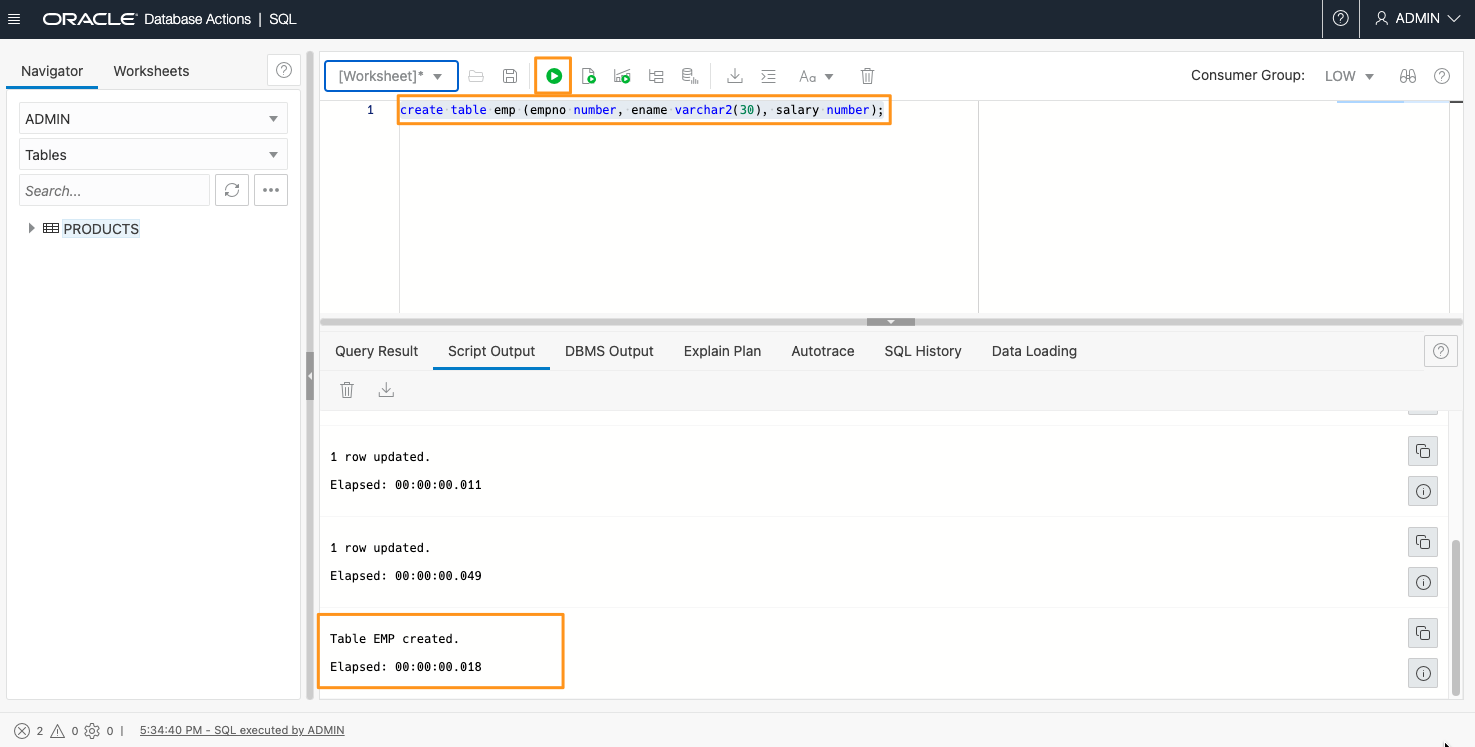 ORACLE Database Actions | SQL
ADMIN
Navigator
Worksheets
ADMIN
Tables
Search...
PRODUCTS
[Worksheet]*
Aa
Consumer Group: LOW
1 create table emp (empno number, ename varchar2(30), salary number);
Query Result
Script Output
DBMS Output
Explain Plan
Autotrace
SQL History
Data Loading
1 row updated.
Elapsed: 00:00:00.011
1 row updated.
Elapsed: 00:00:00.049
Table EMP created.
Elapsed: 00:00:00.018
2 0 0 | 5:34:40 PM - SQL executed by ADMIN